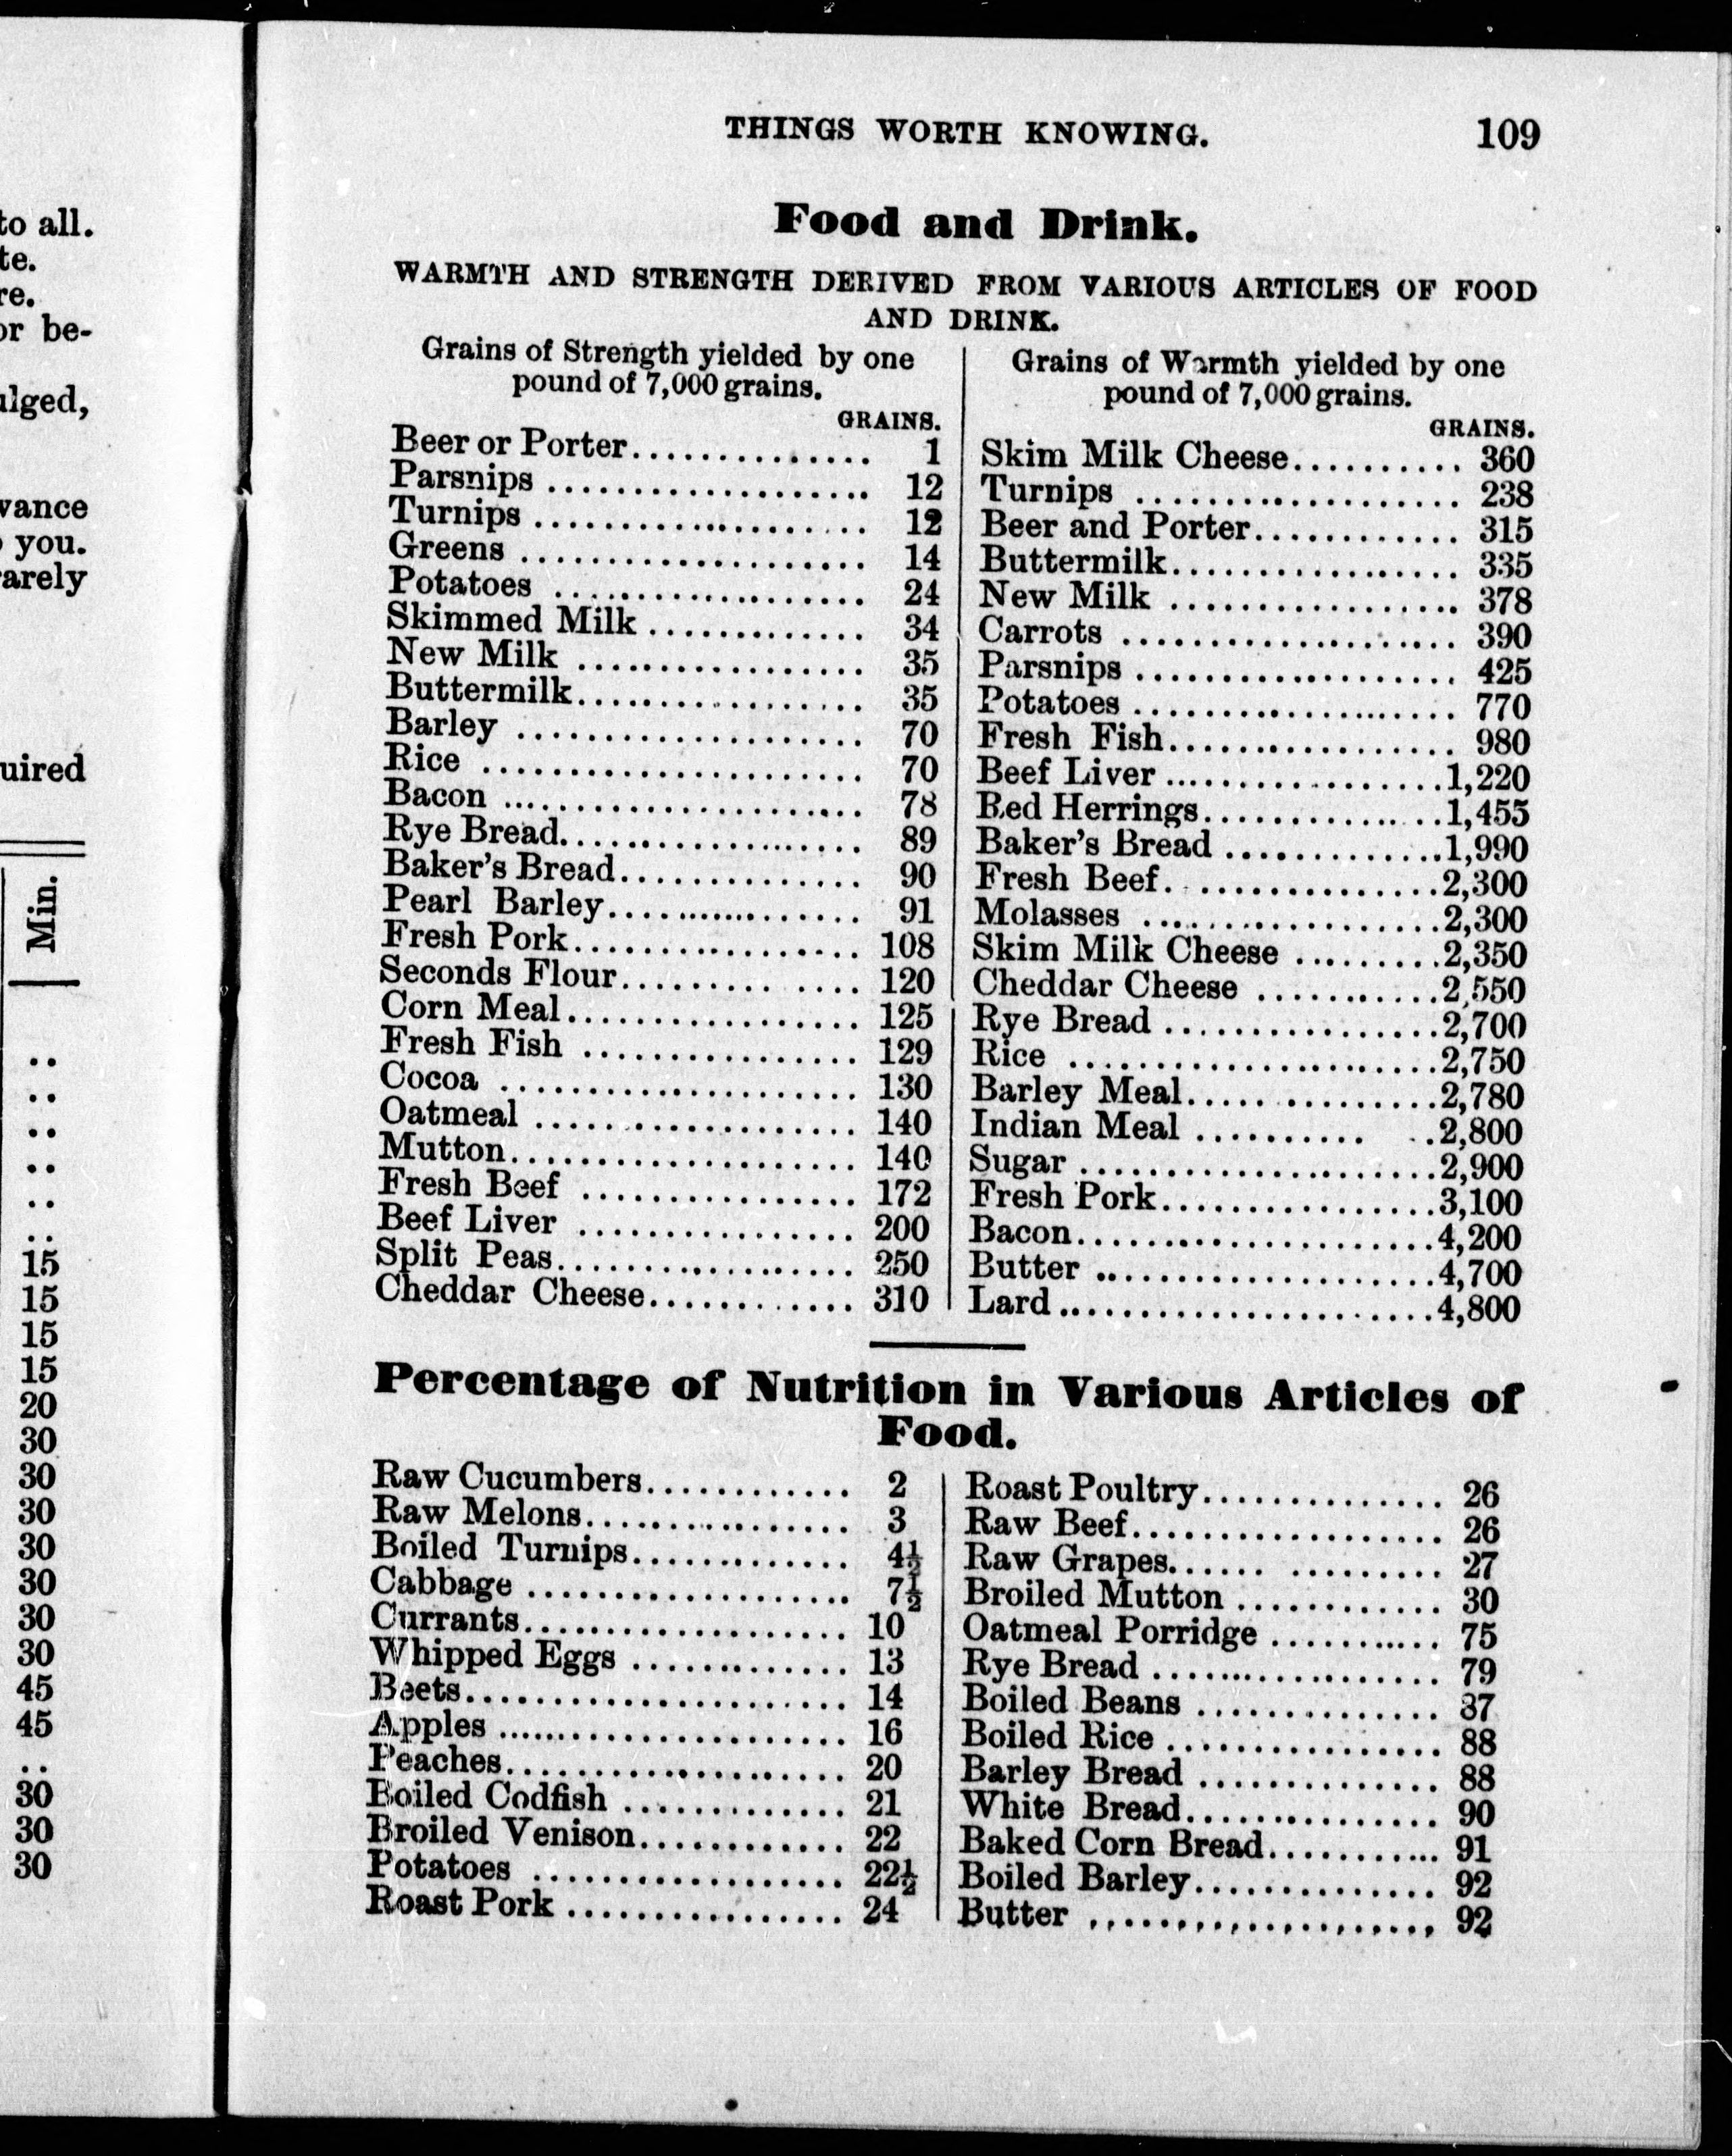 to all.
te.
re.
or be-
ulged,
vance
you.
arely
uired
Min.
15
15
15
15
20
30
30
30
30
30
30
30
45
45
30
30
30
THINGS WORTH KNOWING. 109
Food and Drink.
WARMTH AND STRENGTH DERIVED FROM VARIOUS ARTICLES OF FOOD
AND DRINK.
Grains of Strength yielded by one
pound of 7,000 grains.
GRAINS.
Beer or Porter............... 1
Parsnips .................... 12
Turnips ..................... 12
Greens ...................... 14
Potatoes .................... 24
Skimmed Milk ............. 34
New Milk .................. 35
Buttermilk.................. 35
Barley ...................... 70
Rice ........................ 70
Bacon ....................... 78
Rye Bread................... 89
Baker's Bread............... 90
Pearl Barley................ 91
Fresh Pork.................. 108
Seconds Flour............... 120
Corn Meal.................. 125
Fresh Fish ................. 129
Cocoa ...................... 130
Oatmeal .................... 140
Mutton...................... 140
Fresh Beef ................. 172
Beef Liver ................. 200
Split Peas................... 250
Cheddar Cheese............. 310
Grains of Warmth yielded by one
pound of 7,000 grains.
GRAINS.
Skim Milk Cheese.......... 360
Turnips .................... 238
Beer and Porter............. 315
Buttermilk.................. 335
New Milk .................. 378
Carrots ..................... 390
Parsnips .................... 425
Potatoes .................... 770
Fresh Fish.................. 980
Beef Liver .................1,220
Red Herrings...............1,455
Baker's Bread ..............1,990
Fresh Beef.................2,300
Molasses ...................2,300
Skim Milk Cheese .........2,350
Cheddar Cheese ...........2,550
Rye Bread .................2,700
Rice .......................2,750
Barley Meal................2,780
Indian Meal ...............2,800
Sugar ......................2,900
Fresh Pork.................3,100
Bacon......................4,200
Butter .....................4,700
Lard .......................4,800
Percentage of Nutrition in Various Articles of
Food.
Raw Cucumbers............. 2
Raw Melons................. 3
Boiled Turnips.............. 4½
Cabbage .................... 7½
Currants.................... 10
Whipped Eggs .............. 13
Beets........................ 14
Apples ...................... 16
Peaches..................... 20
Boiled Codfish .............. 21
Broiled Venison............. 22
Potatoes .................... 22½
Roast Pork ................. 24
Roast Poultry............... 26
Raw Beef.................... 26
Raw Grapes................. 27
Broiled Mutton ............. 30
Oatmeal Porridge ........... 75
Rye Bread .................. 79
Boiled Beans ............... 87
Boiled Rice ................. 88
Barley Bread ............... 88
White Bread................ 90
Baked Corn Bread........... 91
Boiled Barley............... 92
Butter ...................... 92